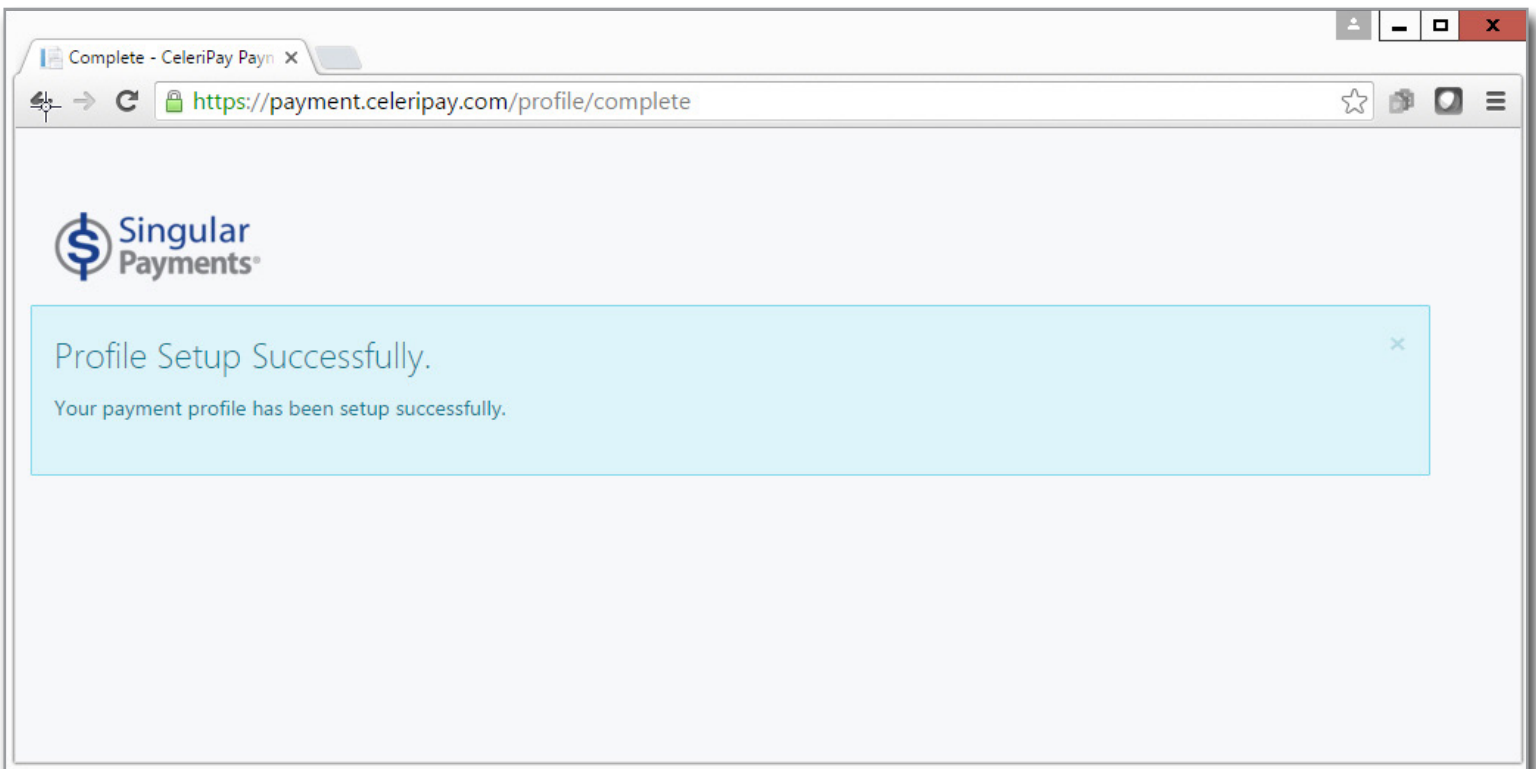 Complete - CeleriPay Payn
https://payment.celeripay.com/profile/complete
Singular
Payments®
Profile Setup Successfully.
Your payment profile has been setup successfully.